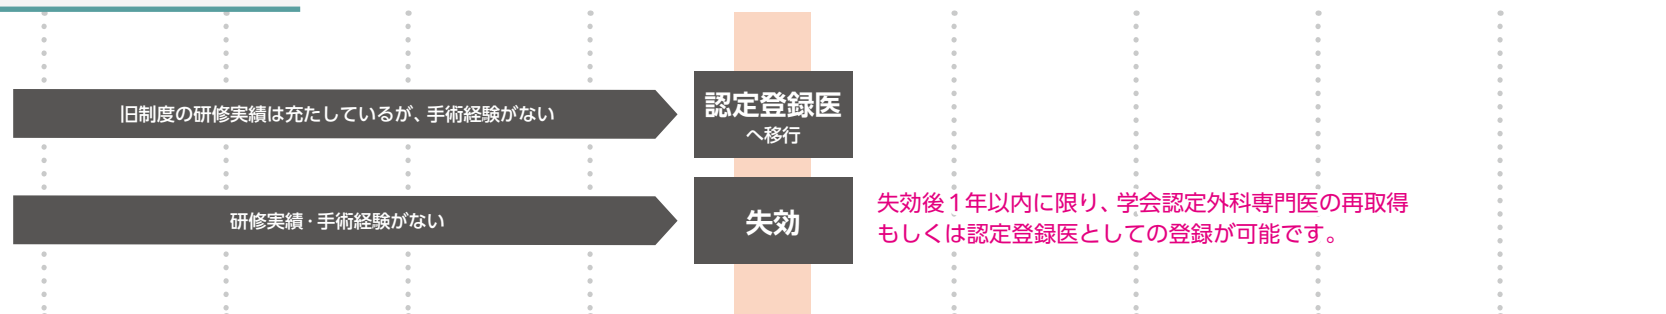 旧制度の研修実績は充たしているが、手術経験がない
認定登録医
へ移行
研修実績・手術経験がない
失効
失効後1年以内に限り、学会認定外科専門医の再取得
もしくは認定登録医としての登録が可能です。